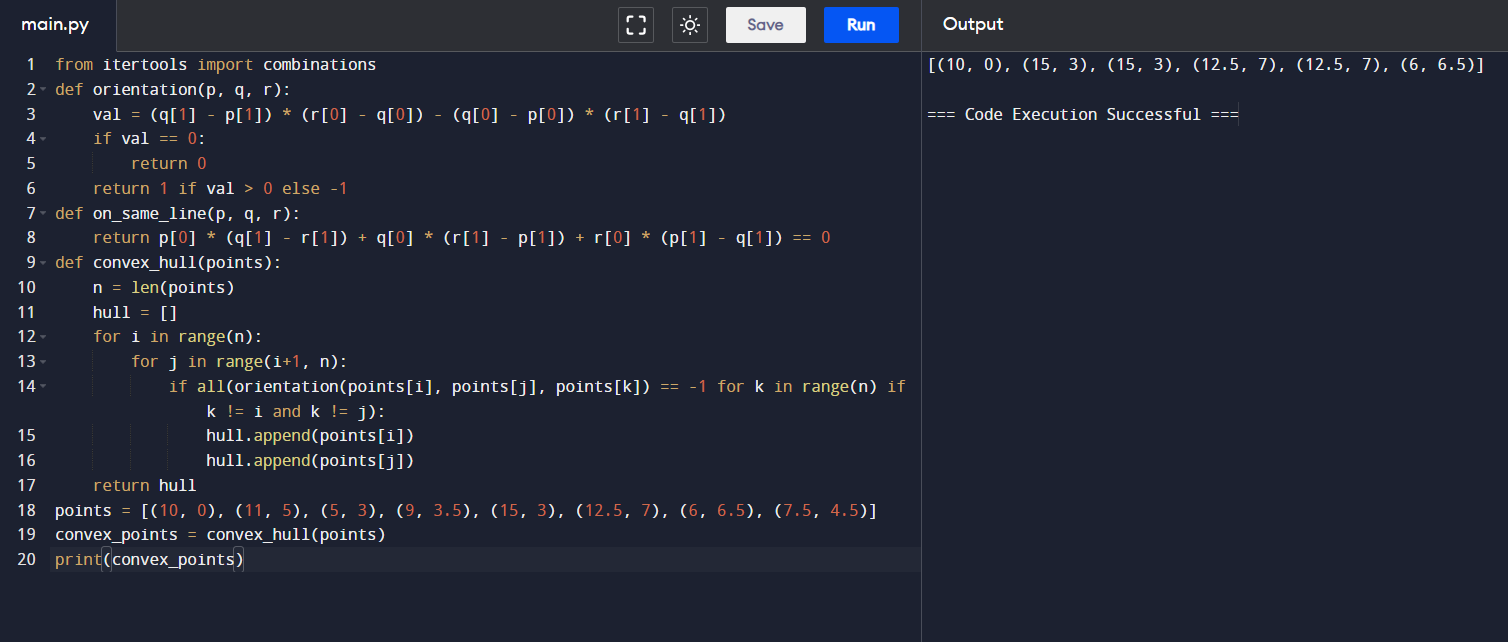 main.py
Save
Run
Output
1 from itertools import combinations
2 def orientation(p, q, r):
3     val = (q[1] - p[1]) * (r[0] - q[0]) - (q[0] - p[0]) * (r[1] - q[1])
4     if val == 0:
5         return 0
6     return 1 if val > 0 else -1
7 def on_same_line(p, q, r):
8     return p[0] * (q[1] - r[1]) + q[0] * (r[1] - p[1]) + r[0] * (p[1] - q[1]) == 0
9 def convex_hull(points):
10     n = len(points)
11     hull = []
12     for i in range(n):
13         for j in range(i+1, n):
14             if all(orientation(points[i], points[j], points[k]) == -1 for k in range(n) if
k != i and k != j):
15                 hull.append(points[i])
16                 hull.append(points[j])
17     return hull
18 points = [(10, 0), (11, 5), (5, 3), (9, 3.5), (15, 3), (12.5, 7), (6, 6.5), (7.5, 4.5)]
19 convex_points = convex_hull(points)
20 print(convex_points)
[(10, 0), (15, 3), (15, 3), (12.5, 7), (12.5, 7), (6, 6.5)]
=== Code Execution Successful ===